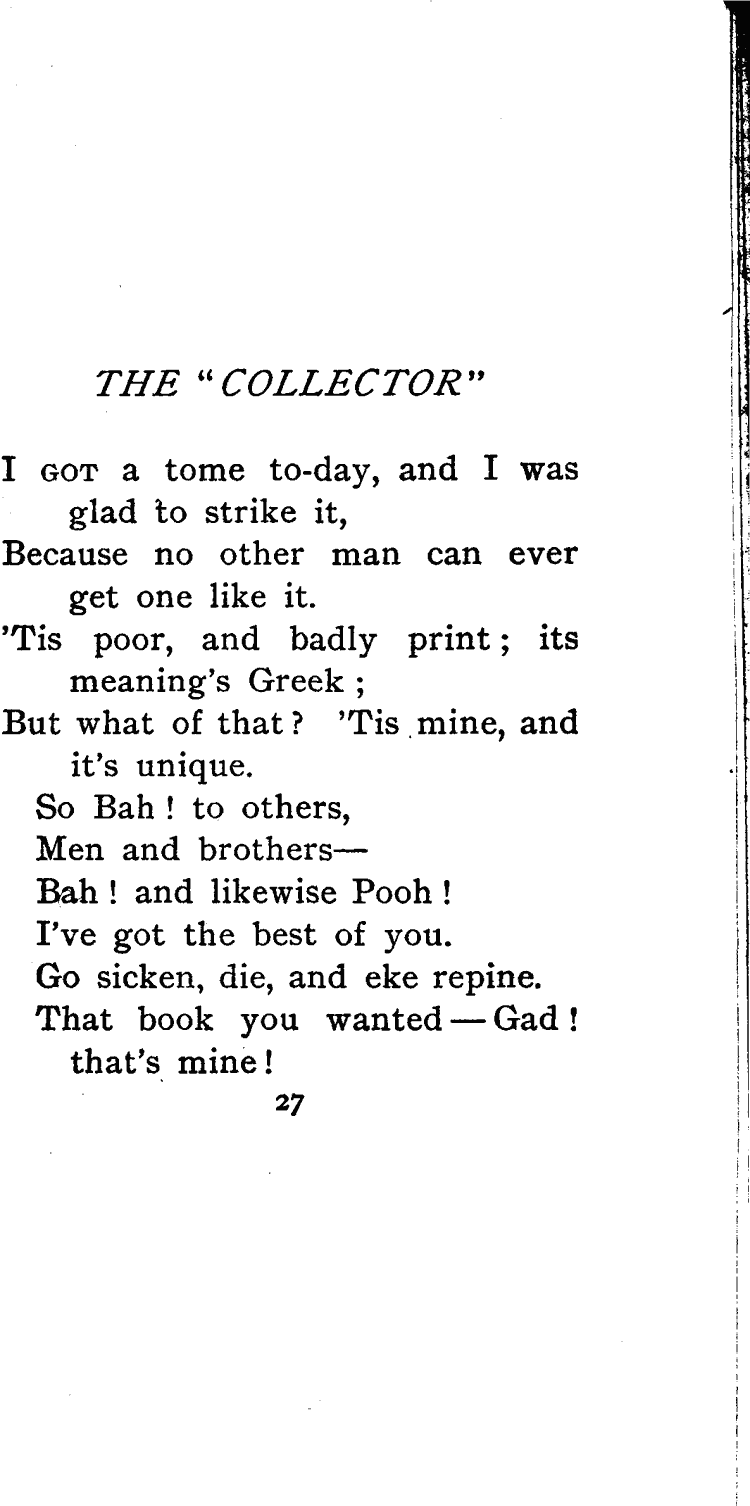 THE "COLLECTOR"
I GOT a tome to-day, and I was
glad to strike it,
Because no other man can ever
get one like it.
'Tis poor, and badly print; its
meaning's Greek;
But what of that? 'Tis mine, and
it's unique.
So Bah! to others,
Men and brothers—
Bah! and likewise Pooh!
I've got the best of you.
Go sicken, die, and eke repine.
That book you wanted—Gad!
that's mine!
27